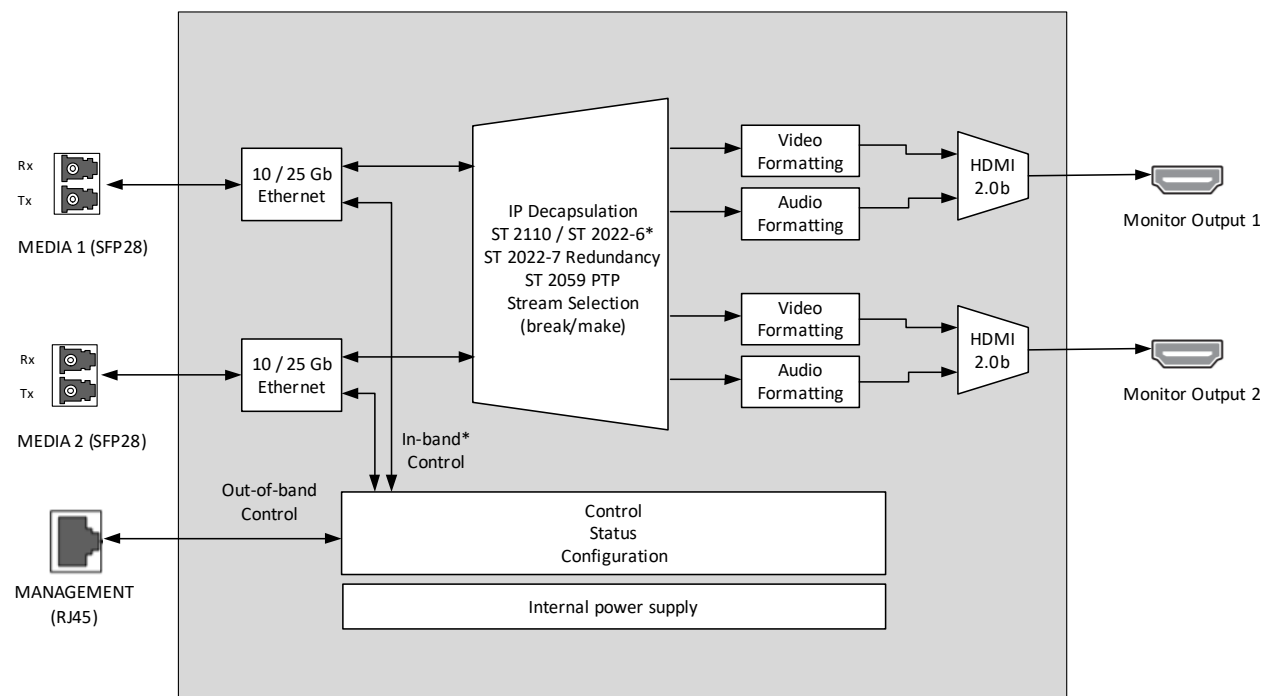 Rx
Tx
MEDIA 1 (SFP28)
10 / 25 Gb
Ethernet
Rx
Tx
MEDIA 2 (SFP28)
10 / 25 Gb
Ethernet
IP Decapsulation
ST 2110 / ST 2022-6*
ST 2022-7 Redundancy
ST 2059 PTP
Stream Selection
(break/make)
Video
Formatting
Audio
Formatting
HDMI
2.0b
Monitor Output 1
Video
Formatting
Audio
Formatting
HDMI
2.0b
Monitor Output 2
In-band*
Control
Out-of-band
Control
MANAGEMENT
(RJ45)
Control
Status
Configuration
Internal power supply